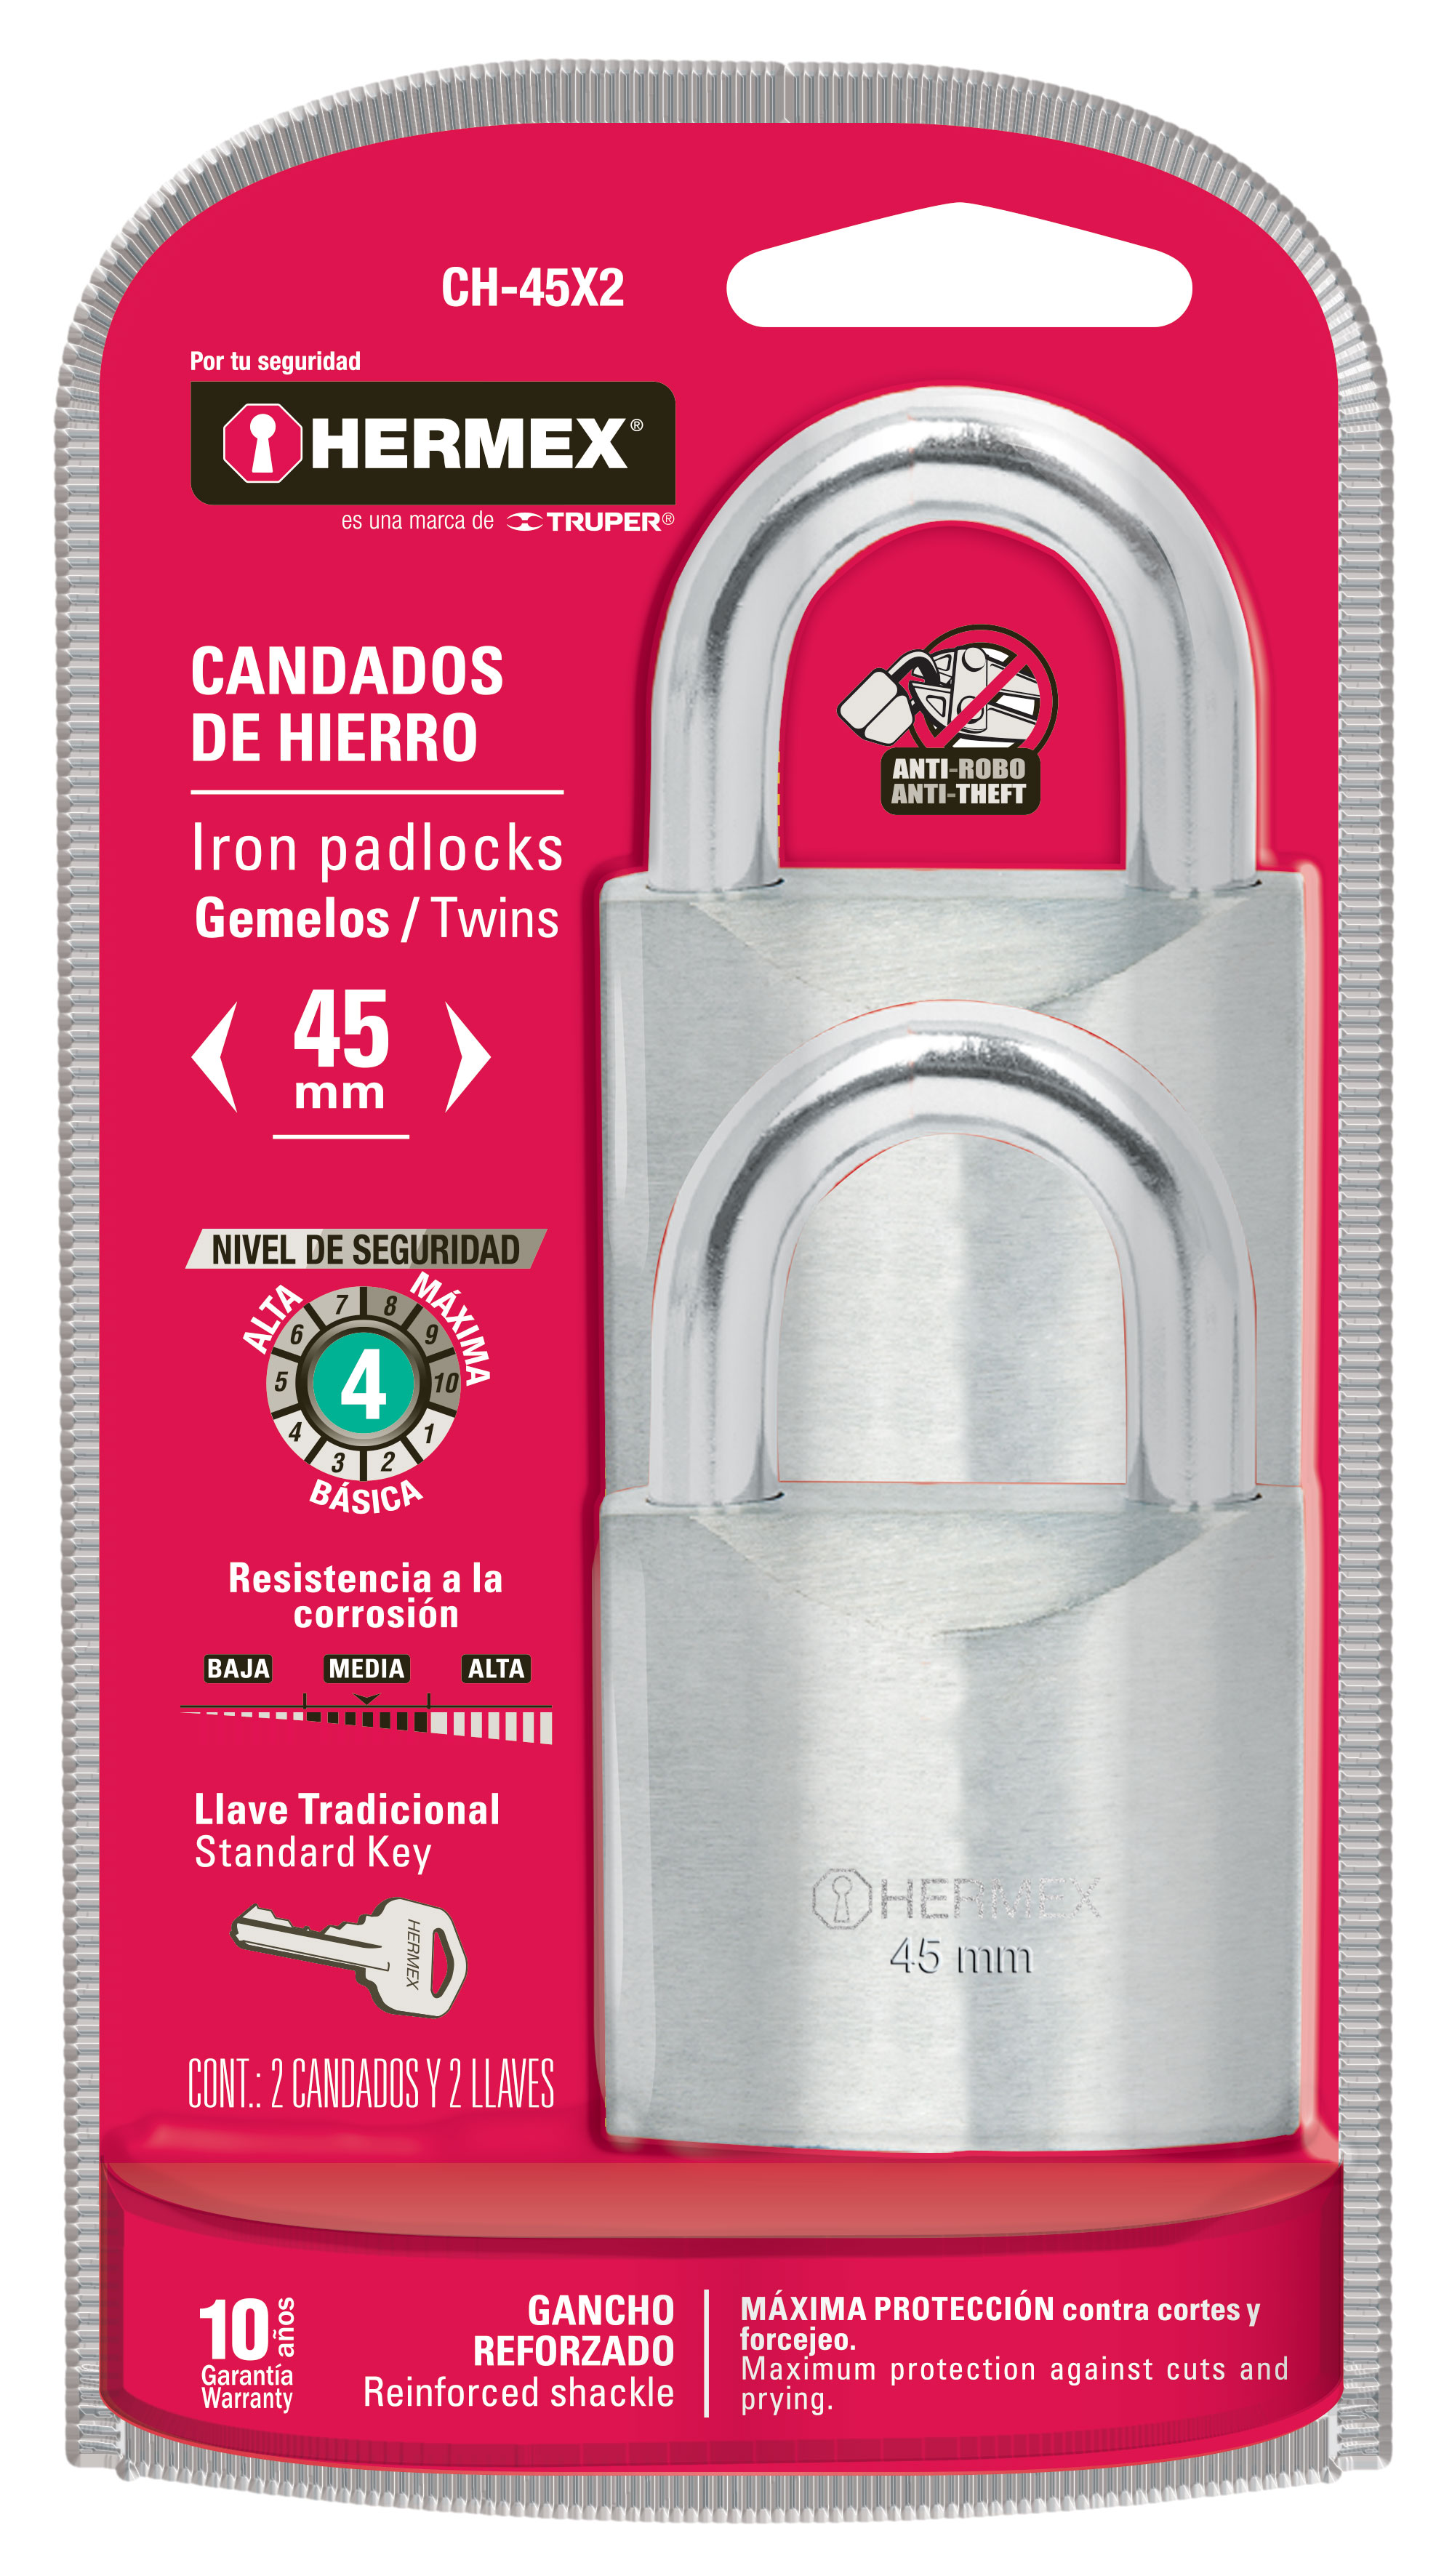 CH-45X2
Por tu seguridad
HERMEX®
es una marca de TRUPER®
CANDADOS
DE HIERRO
Iron padlocks
Gemelos / Twins
45
mm
ANTI-ROBO
ANTI-THEFT
NIVEL DE SEGURIDAD
ALTA
MÁXIMA
7 8
6 9
5 4 10
4 1
3 2
BÁSICA
Resistencia a la
corrosión
BAJA MEDIA ALTA
Llave Tradicional
Standard Key
HERMEX
CONT.: 2 CANDADOS Y 2 LLAVES
HERMEX
45 mm
10 años
Garantía
Warranty
GANCHO
REFORZADO
Reinforced shackle
MÁXIMA PROTECCIÓN contra cortes y
forcejeo.
Maximum protection against cuts and
prying.